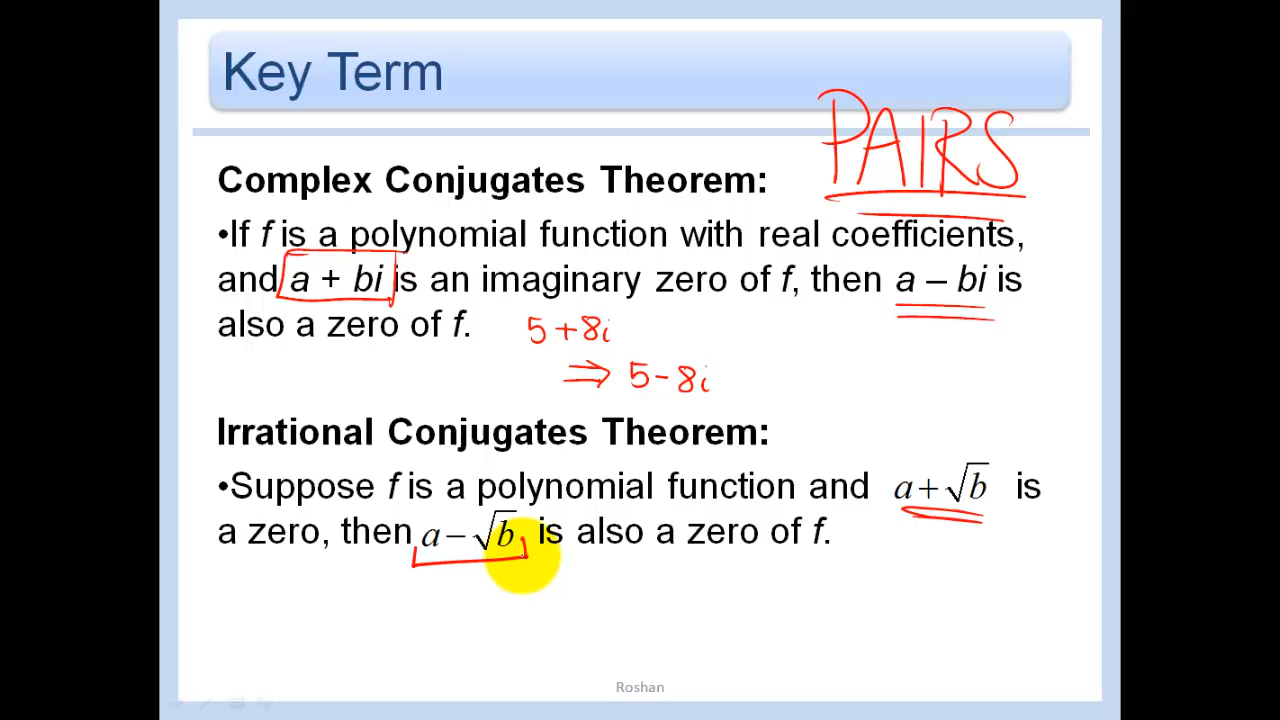 Key Term
PAIRS
Complex Conjugates Theorem:
•If f is a polynomial function with real coefficients,
and a + bi is an imaginary zero of f, then a – bi is
also a zero of f.
5+8i
⇒ 5-8i
Irrational Conjugates Theorem:
•Suppose f is a polynomial function and a+√b is
a zero, then a−√b is also a zero of f.
Roshan